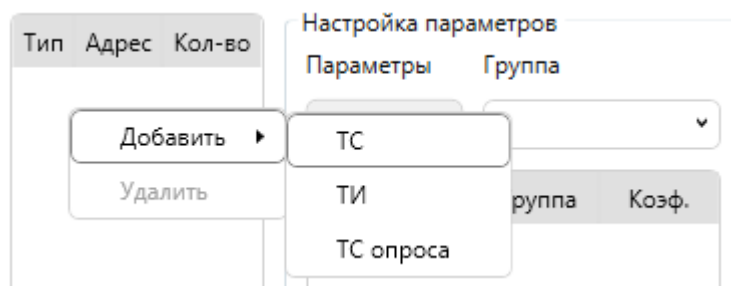 Тип Адрес Кол-во
Настройка параметров
Параметры Группа
Добавить
Удалить
ТС
ТИ
ТС опроса
руппа Коэф.